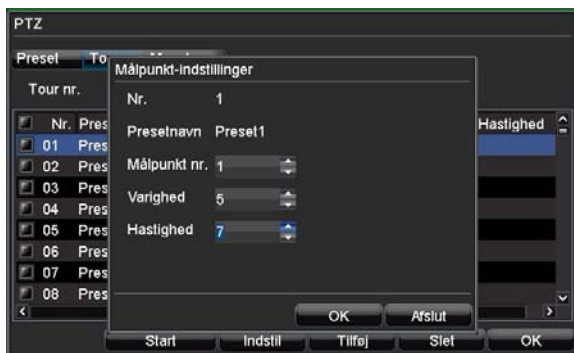 PTZ
Preset To
Målpunkt-indstillinger
Tour nr.
Nr. 1
Nr. Pres Hastighed
Presetnavn Preset1
01 Pres
Målpunkt nr. 1
02 Pres
03 Pres
Varighed 5
04 Pres
Hastighed 7
05 Pres
06 Pres
07 Pres
08 Pres
OK Afslut
Start Indstil Tilføj Slet OK